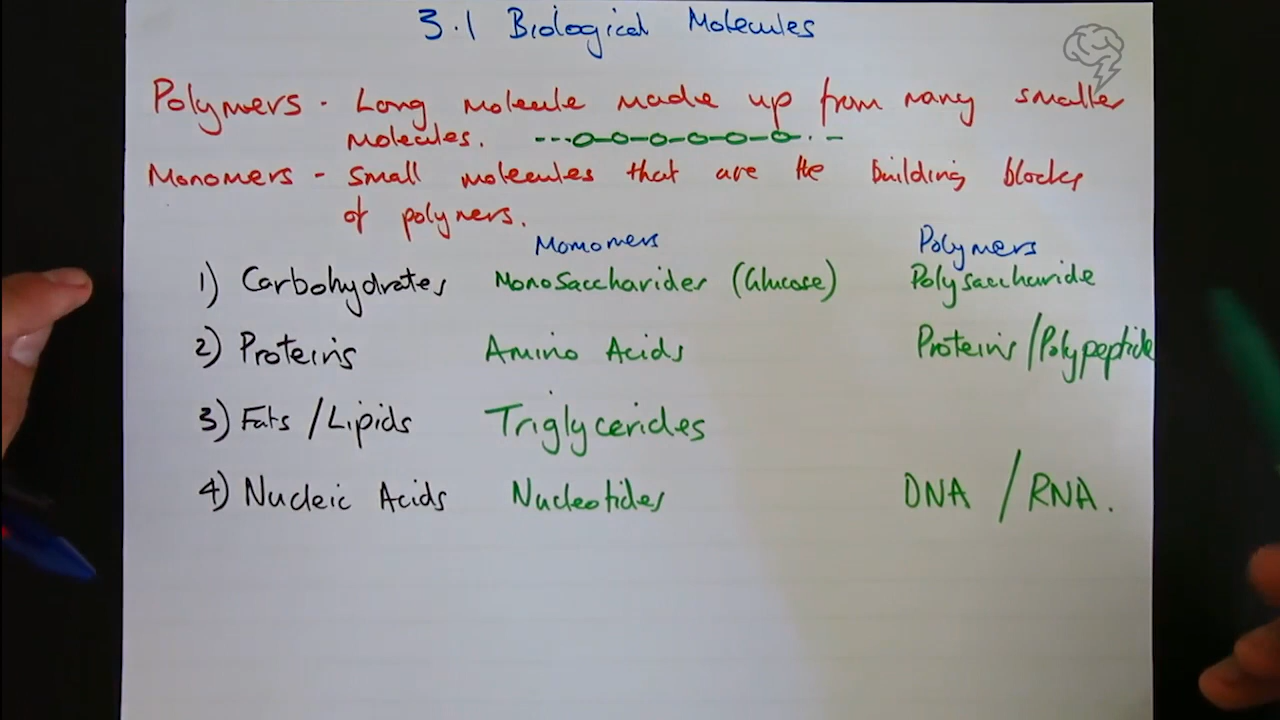 3.1 Biological Molecules
Polymers - Long molecule made up from many smaller
molecules.
Monomers - Small molecules that are the building blocks
of polymers.
Momomers Polymers
1) Carbohydrates MonoSaccharides (Glucose) Polysaccharide
2) Proteins Amino Acids Proteins/Polypeptide
3) Fats/Lipids Triglycerides
4) Nucleic Acids Nucleotides DNA / RNA.